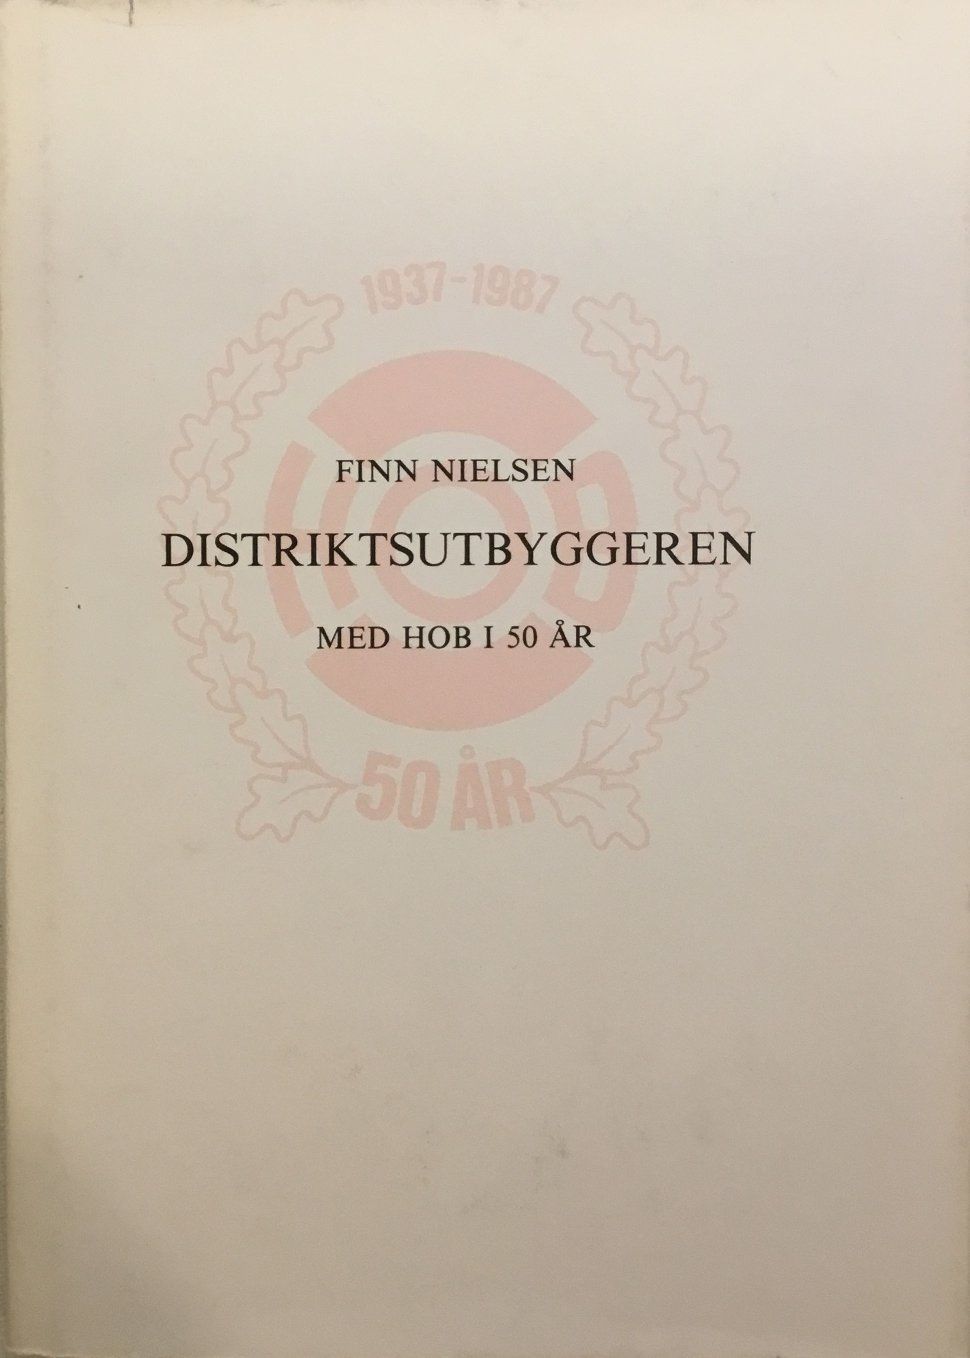 1937-1987
FINN NIELSEN
HOB
DISTRIKTSUTBYGGEREN
MED HOB I 50 ÅR
50 ÅR